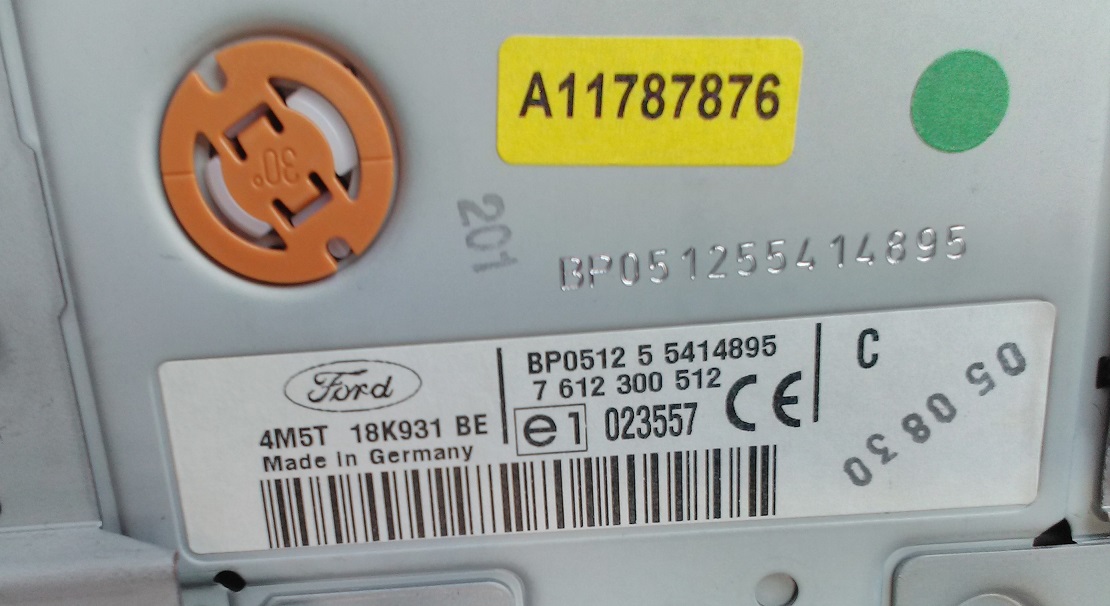 A11787876
30°
201
BP051255414895
Ford
4M5T 18K931 BE
Made in Germany
BP0512 5 5414895
7 612 300 512
e1 023557 CE
C
05 08 30